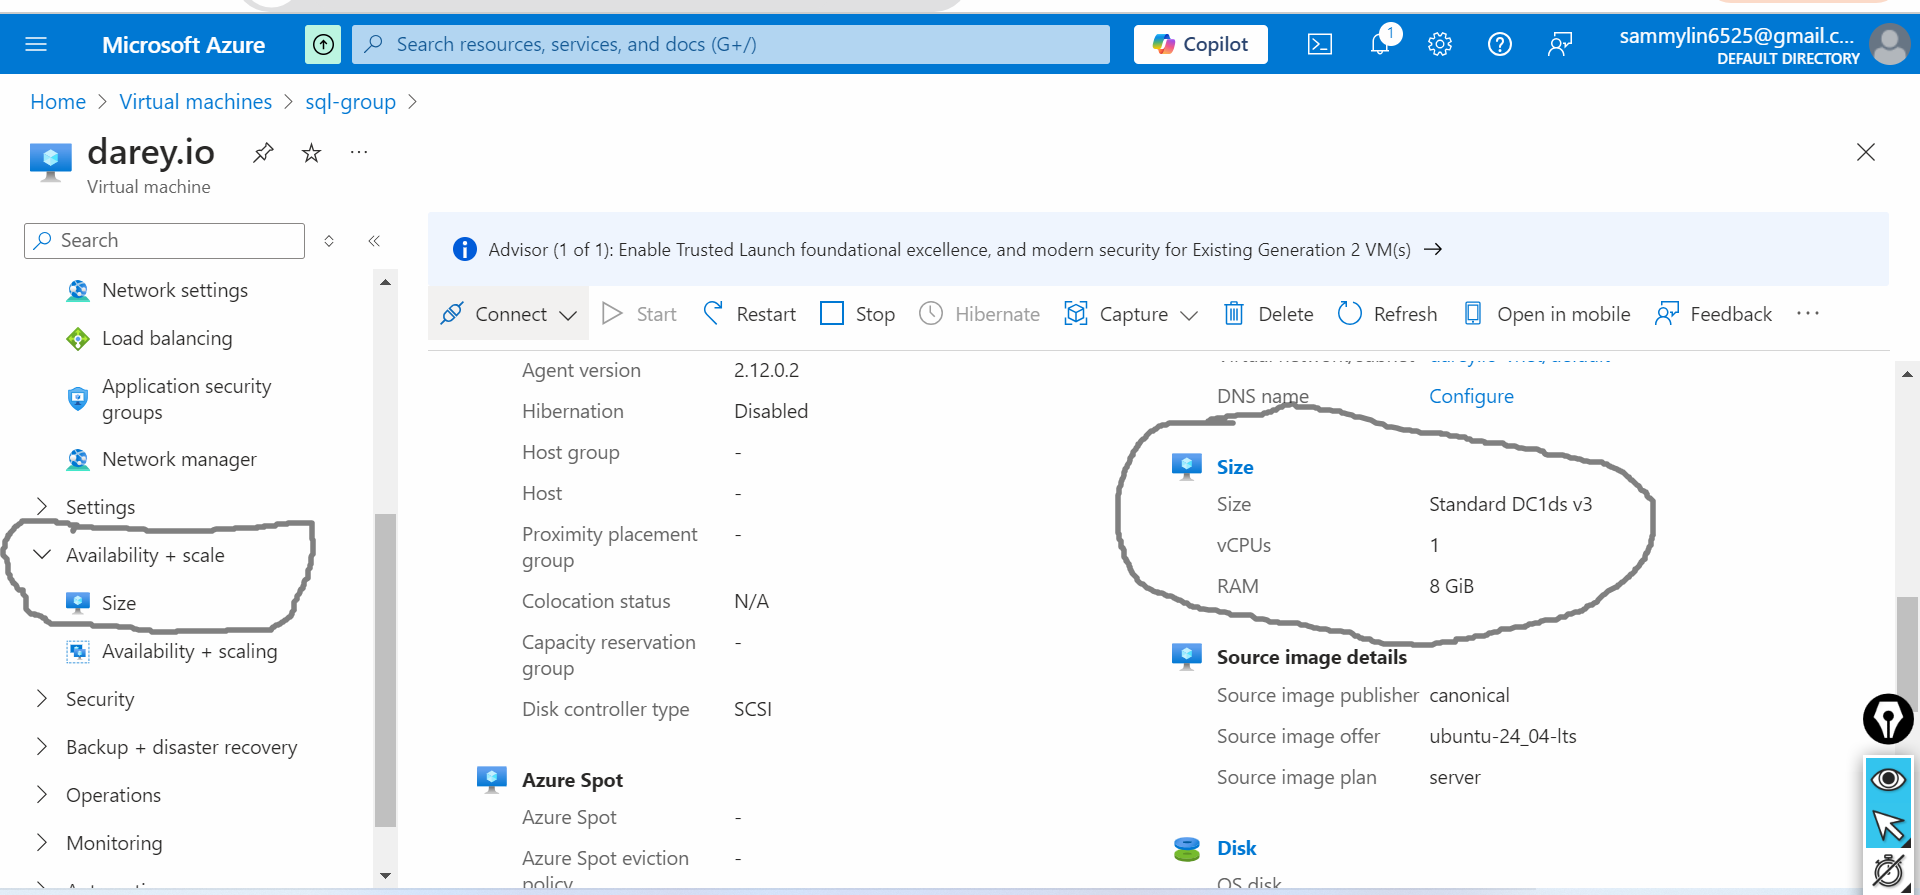 Microsoft Azure
Search resources, services, and docs (G+/)
Copilot
1
sammylin6525@gmail.c...
DEFAULT DIRECTORY
Home > Virtual machines > sql-group >
darey.io
...
Virtual machine
Search
Network settings
Load balancing
Application security
groups
Network manager
Settings
Availability + scale
Size
Availability + scaling
Security
Backup + disaster recovery
Operations
Monitoring
Advisor (1 of 1): Enable Trusted Launch foundational excellence, and modern security for Existing Generation 2 VM(s) →
Connect Start Restart Stop Hibernate Capture Delete Refresh Open in mobile Feedback ...
Agent version 2.12.0.2
Hibernation Disabled
Host group -
Host -
Proximity placement -
group
Colocation status N/A
Capacity reservation -
group
Disk controller type SCSI
Azure Spot
Azure Spot -
Azure Spot eviction -
policy
DNS name Configure
Size
Size Standard DC1ds v3
vCPUs 1
RAM 8 GiB
Source image details
Source image publisher canonical
Source image offer ubuntu-24_04-lts
Source image plan server
Disk
OS disk